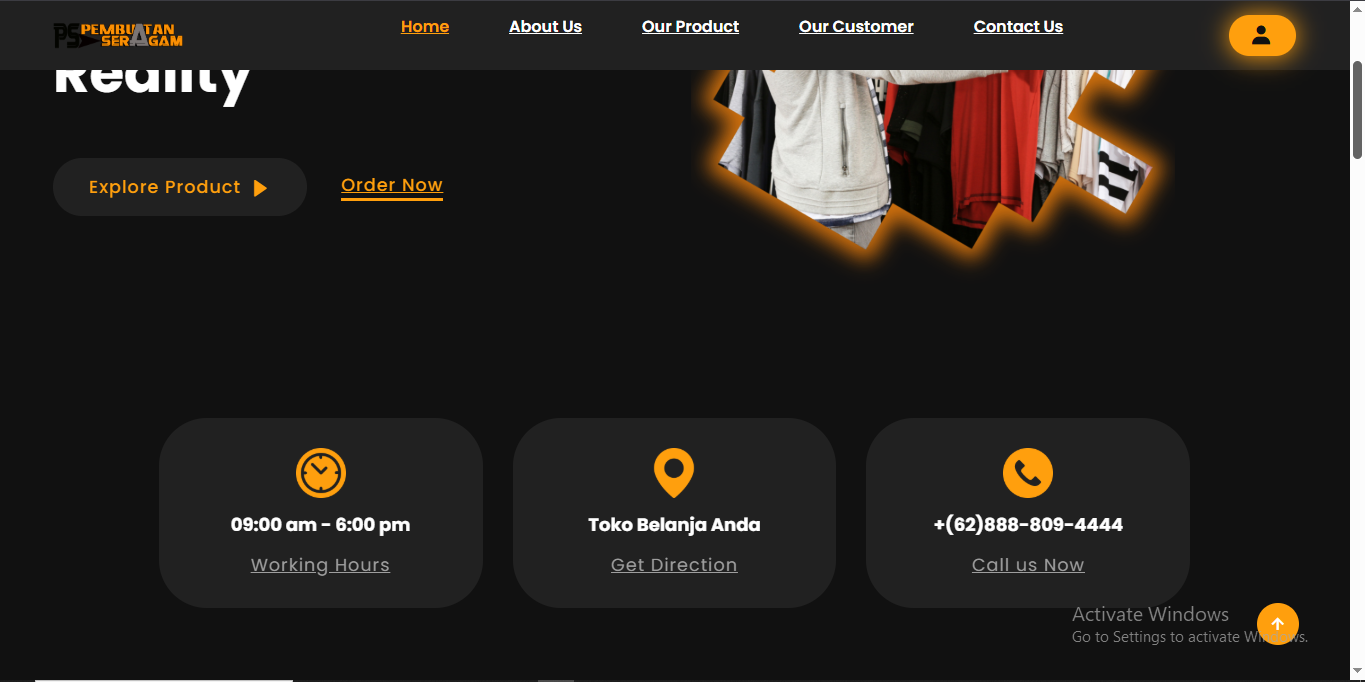 PS PEMBUATAN
SERAGAM
Home About Us Our Product Our Customer Contact Us
Reality
Explore Product Order Now
09:00 am - 6:00 pm
Working Hours
Toko Belanja Anda
Get Direction
+(62)888-809-4444
Call us Now
Activate Windows
Go to Settings to activate Windows.